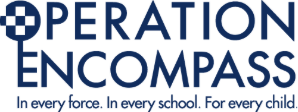 OPERATION
ENCOMPASS
In every force. In every school. For every child.